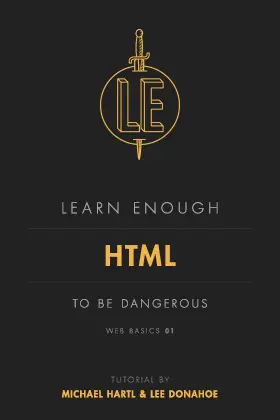 LE
LEARN ENOUGH
HTML
TO BE DANGEROUS
WEB BASICS 01
TUTORIAL BY
MICHAEL HARTL & LEE DONAHOE